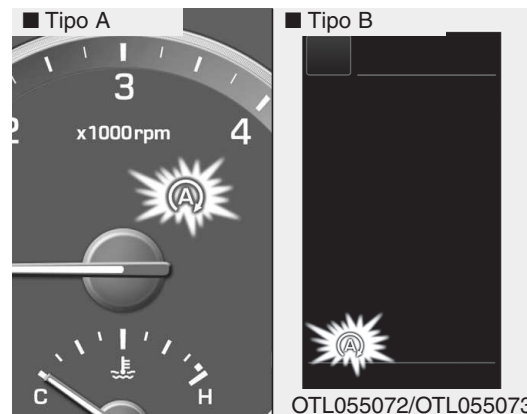 ■ Tipo A
3
2
x1000rpm
4
A
C
H
■ Tipo B
A
OTL055072/OTL055073